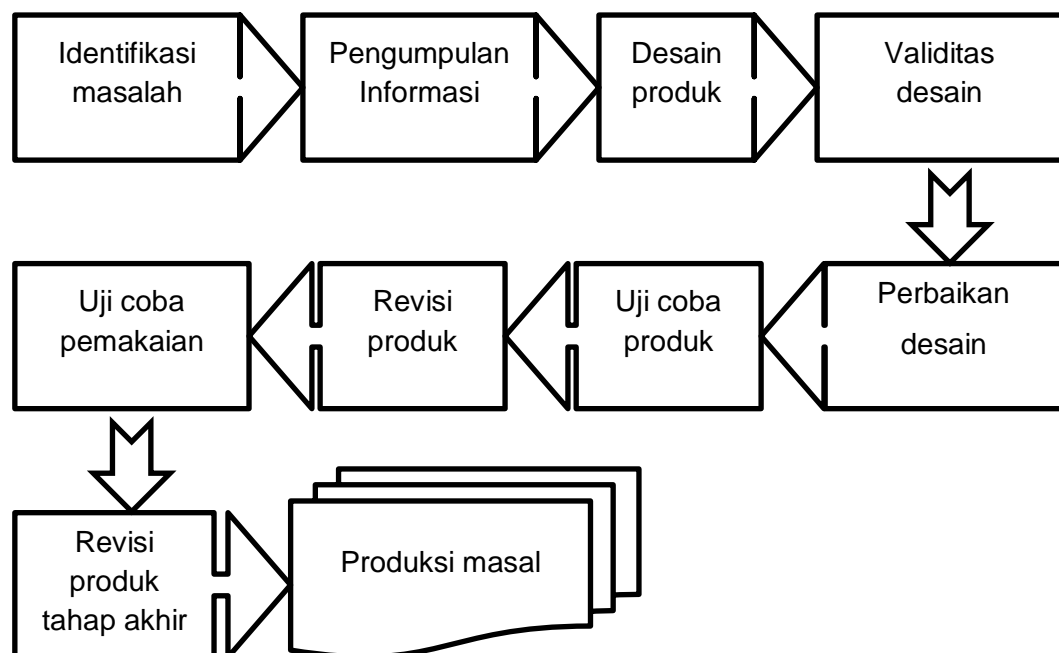 Identifikasi
masalah
Pengumpulan
Informasi
Desain
produk
Validitas
desain
Perbaikan
desain
Uji coba
produk
Revisi
produk
Uji coba
pemakaian
Revisi
produk
tahap akhir
Produksi masal